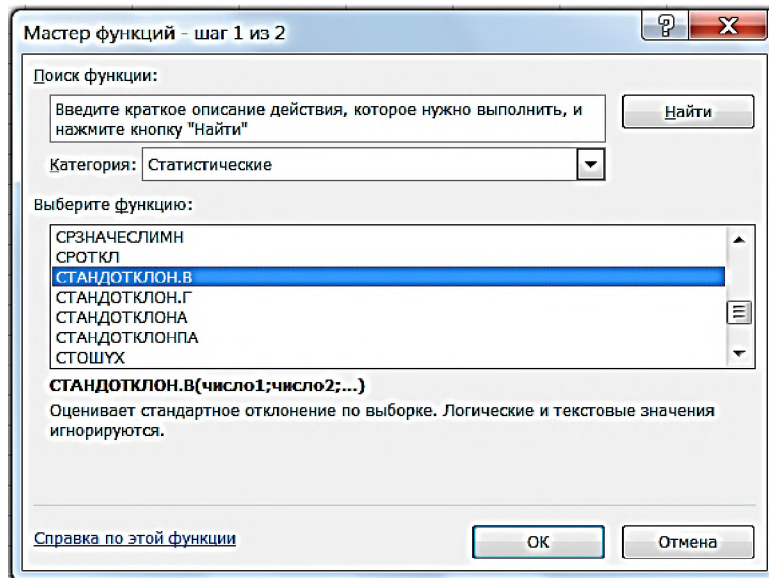 Мастер функций - шаг 1 из 2
Поиск функции:
Введите краткое описание действия, которое нужно выполнить, и
нажмите кнопку "Найти"
Найти
Категория: Статистические
Выберите функцию:
СРЗНАЧЕСЛИМН
СРОТКЛ
СТАНДОТКЛОН.В
СТАНДОТКЛОН.Г
СТАНДОТКЛОНА
СТАНДОТКЛОНПА
СТОШYX
СТАНДОТКЛОН.В(число1;число2;...)
Оценивает стандартное отклонение по выборке. Логические и текстовые значения
игнорируются.
Справка по этой функции
ОК
Отмена